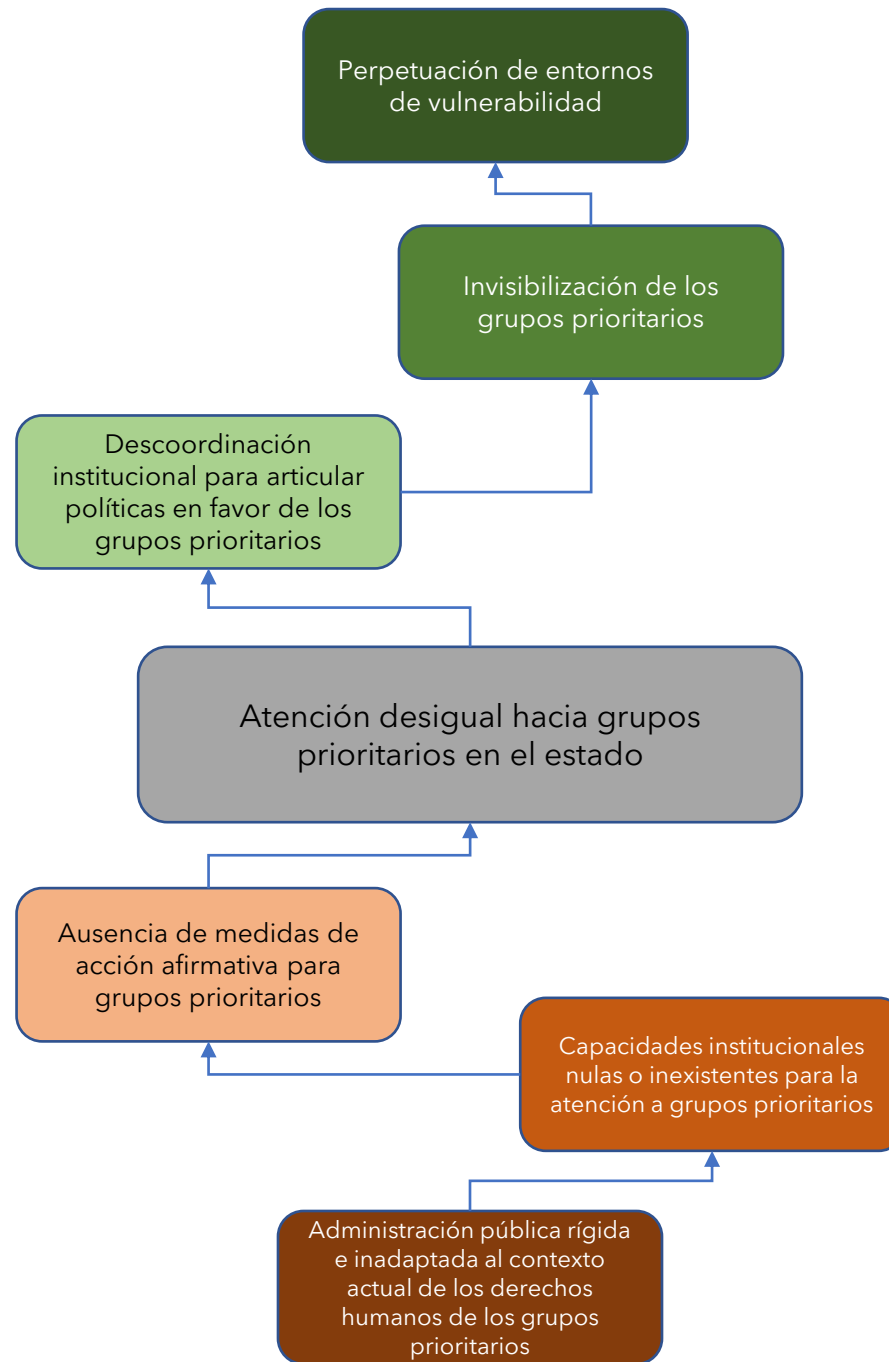 Perpetuación de entornos
de vulnerabilidad
Invisibilización de los
grupos prioritarios
Descoordinación
institucional para articular
políticas en favor de los
grupos prioritarios
Atención desigual hacia grupos
prioritarios en el estado
Ausencia de medidas de
acción afirmativa para
grupos prioritarios
Capacidades institucionales
nulas o inexistentes para la
atención a grupos prioritarios
Administración pública rígida
e inadaptada al contexto
actual de los derechos
humanos de los grupos
prioritarios